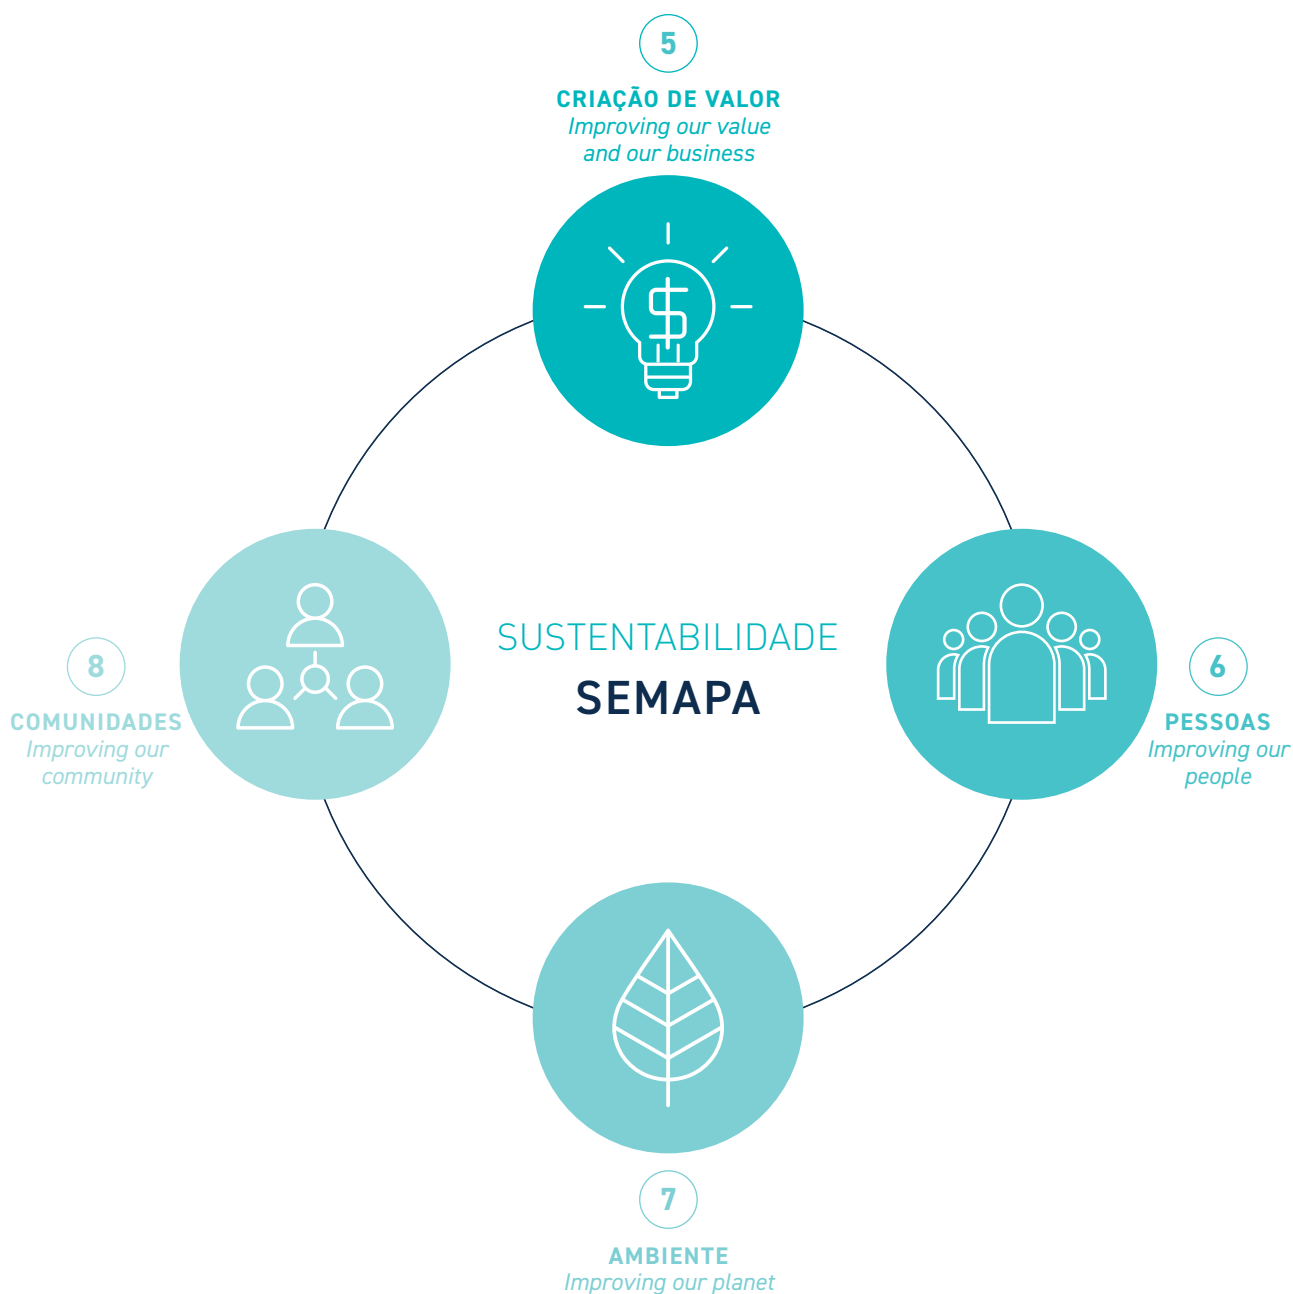 5
CRIAÇÃO DE VALOR
Improving our value
and our business
SUSTENTABILIDADE
SEMAPA
6
PESSOAS
Improving our
people
7
AMBIENTE
Improving our planet
8
COMUNIDADES
Improving our
community